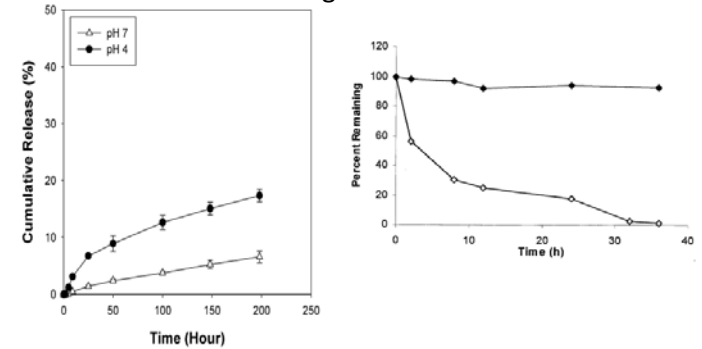 50
40
30
20
10
0
pH 7
pH 4
Cumulative Release (%)
0 50 100 150 200 250
Time (Hour)
120
100
80
60
40
20
0
Percent Remaining
0 10 20 30 40
Time (h)